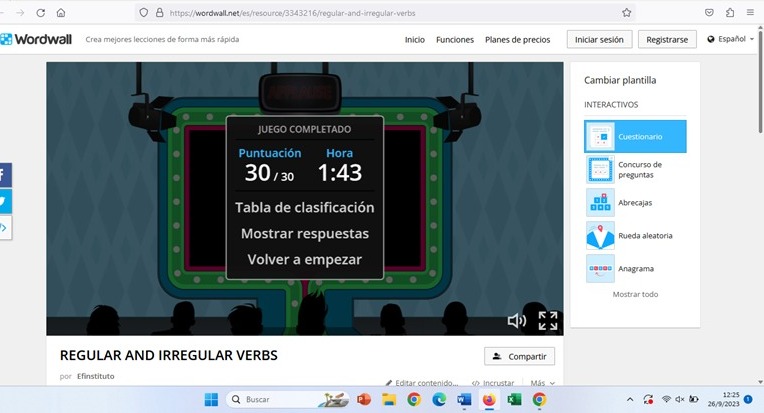 https://wordwall.net/es/resource/3343216/regular-and-irregular-verbs
Wordwall
Crea mejores lecciones de forma más rápida
Inicio
Funciones
Planes de precios
Iniciar sesión
Registrarse
Español
JUEGO COMPLETADO
Puntuación
Hora
30 / 30
1:43
Tabla de clasificación
Mostrar respuestas
Volver a empezar
Cambiar plantilla
INTERACTIVOS
Cuestionario
Concurso de
preguntas
Abrecajas
Rueda aleatoria
Anagrama
Mostrar todo
REGULAR AND IRREGULAR VERBS
Compartir
por Efinstituto
Editar contenido...
Incrustar
Más
Buscar
12:25
26/9/2023